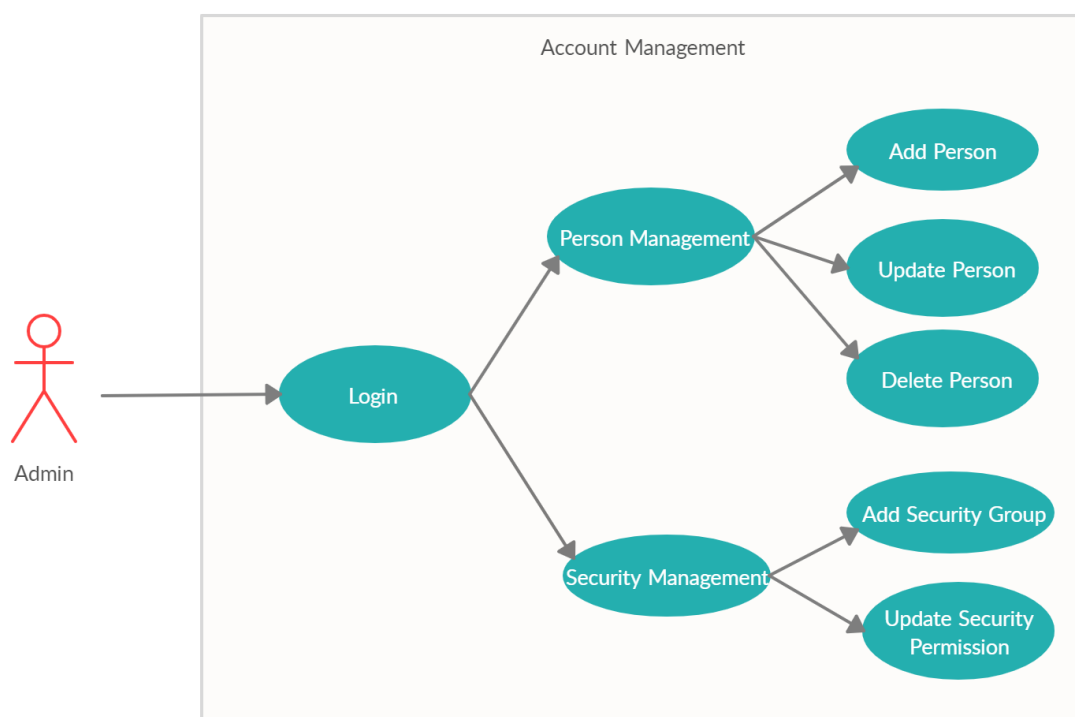 Account Management
Add Person
Person Management
Update Person
Delete Person
Login
Admin
Add Security Group
Security Management
Update Security
Permission